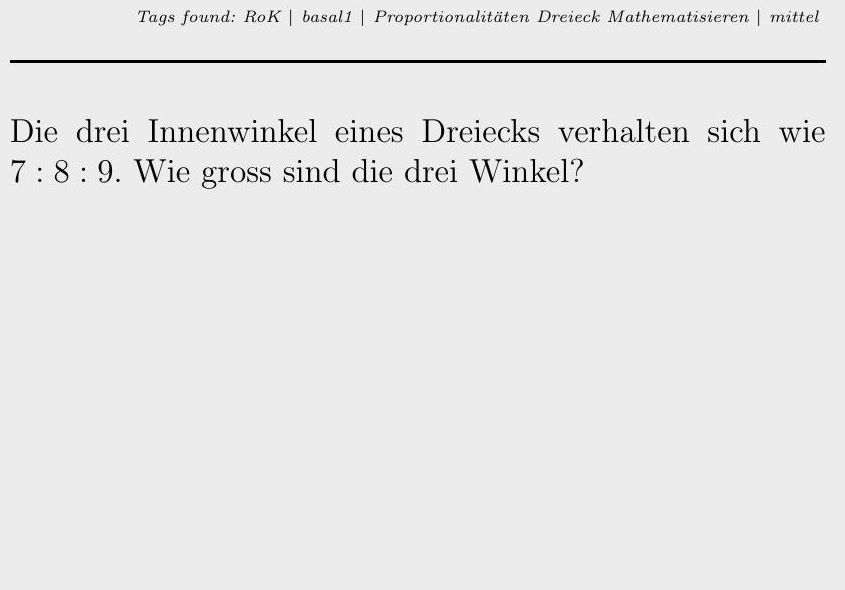 Tags found: RoK | basal1 | Proportionalitäten Dreieck Mathematisieren | mittel
Die drei Innenwinkel eines Dreiecks verhalten sich wie
7 : 8 : 9. Wie gross sind die drei Winkel?